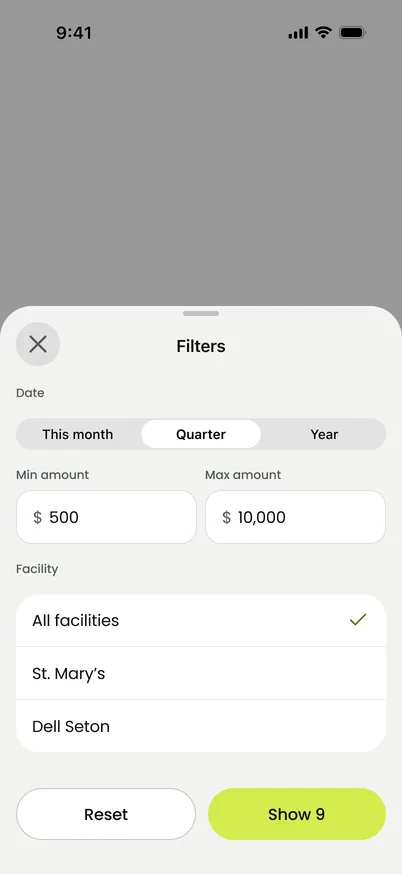 9:41
Filters
Date
This month Quarter Year
Min amount Max amount
$ 500 $ 10,000
Facility
All facilities
St. Mary’s
Dell Seton
Reset Show 9